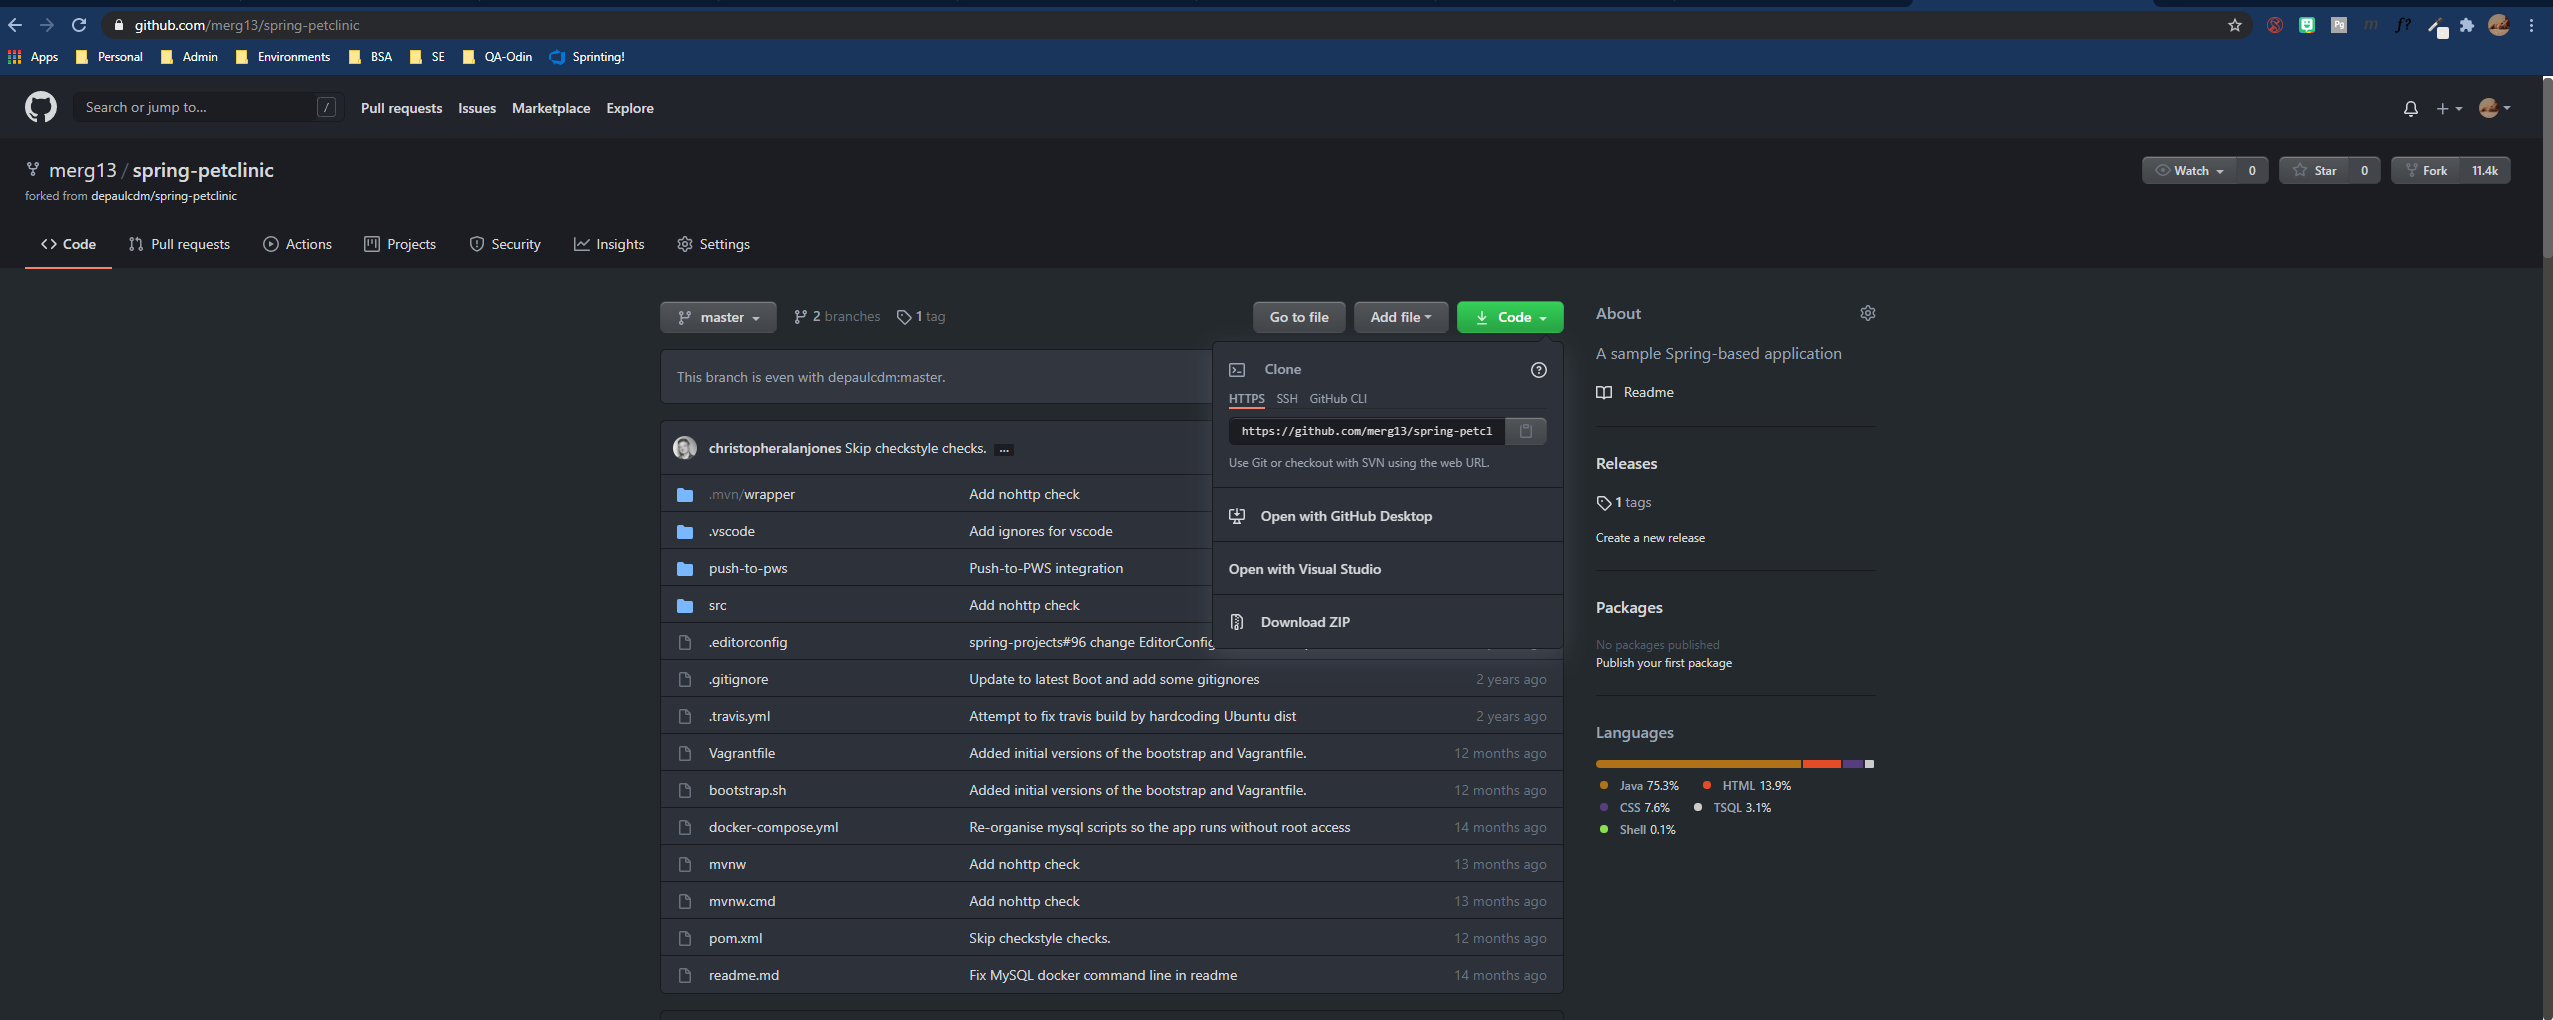 github.com/merg13/spring-petclinic
Apps Personal Admin Environments BSA SE QA-Odin Sprinting!
Search or jump to... / Pull requests Issues Marketplace Explore
merg13 / spring-petclinic
Watch 0 Star 0 Fork 11.4k
forked from depaulcdm/spring-petclinic
Code Pull requests Actions Projects Security Insights Settings
master 2 branches 1 tag Go to file Add file Code
This branch is even with depaulcdm:master.
Clone
HTTPS SSH GitHub CLI
https://github.com/merg13/spring-petcl
Use Git or checkout with SVN using the web URL.
Open with GitHub Desktop
Open with Visual Studio
Download ZIP
christopheralanjones Skip checkstyle checks. ...
.mvn/wrapper Add nohttp check
.vscode Add ignores for vscode
push-to-pws Push-to-PWS integration
src Add nohttp check
.editorconfig spring-projects#96 change EditorConfig
.gitignore Update to latest Boot and add some gitignores 2 years ago
.travis.yml Attempt to fix travis build by hardcoding Ubuntu dist 2 years ago
Vagrantfile Added initial versions of the bootstrap and Vagrantfile. 12 months ago
bootstrap.sh Added initial versions of the bootstrap and Vagrantfile. 12 months ago
docker-compose.yml Re-organise mysql scripts so the app runs without root access 14 months ago
mvnw Add nohttp check 13 months ago
mvnw.cmd Add nohttp check 13 months ago
pom.xml Skip checkstyle checks. 12 months ago
readme.md Fix MySQL docker command line in readme 14 months ago
About
A sample Spring-based application
Readme
Releases
1 tags
Create a new release
Packages
No packages published
Publish your first package
Languages
Java 75.3% HTML 13.9%
CSS 7.6% TSQL 3.1%
Shell 0.1%